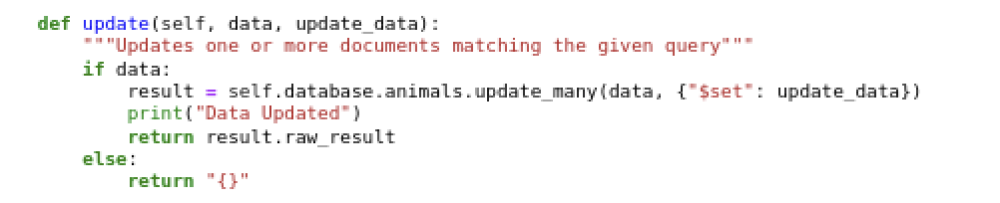 def update(self, data, update_data):
    """Updates one or more documents matching the given query"""
    if data:
        result = self.database.animals.update_many(data, {"$set": update_data})
        print("Data Updated")
        return result.raw_result
    else:
        return "{}"